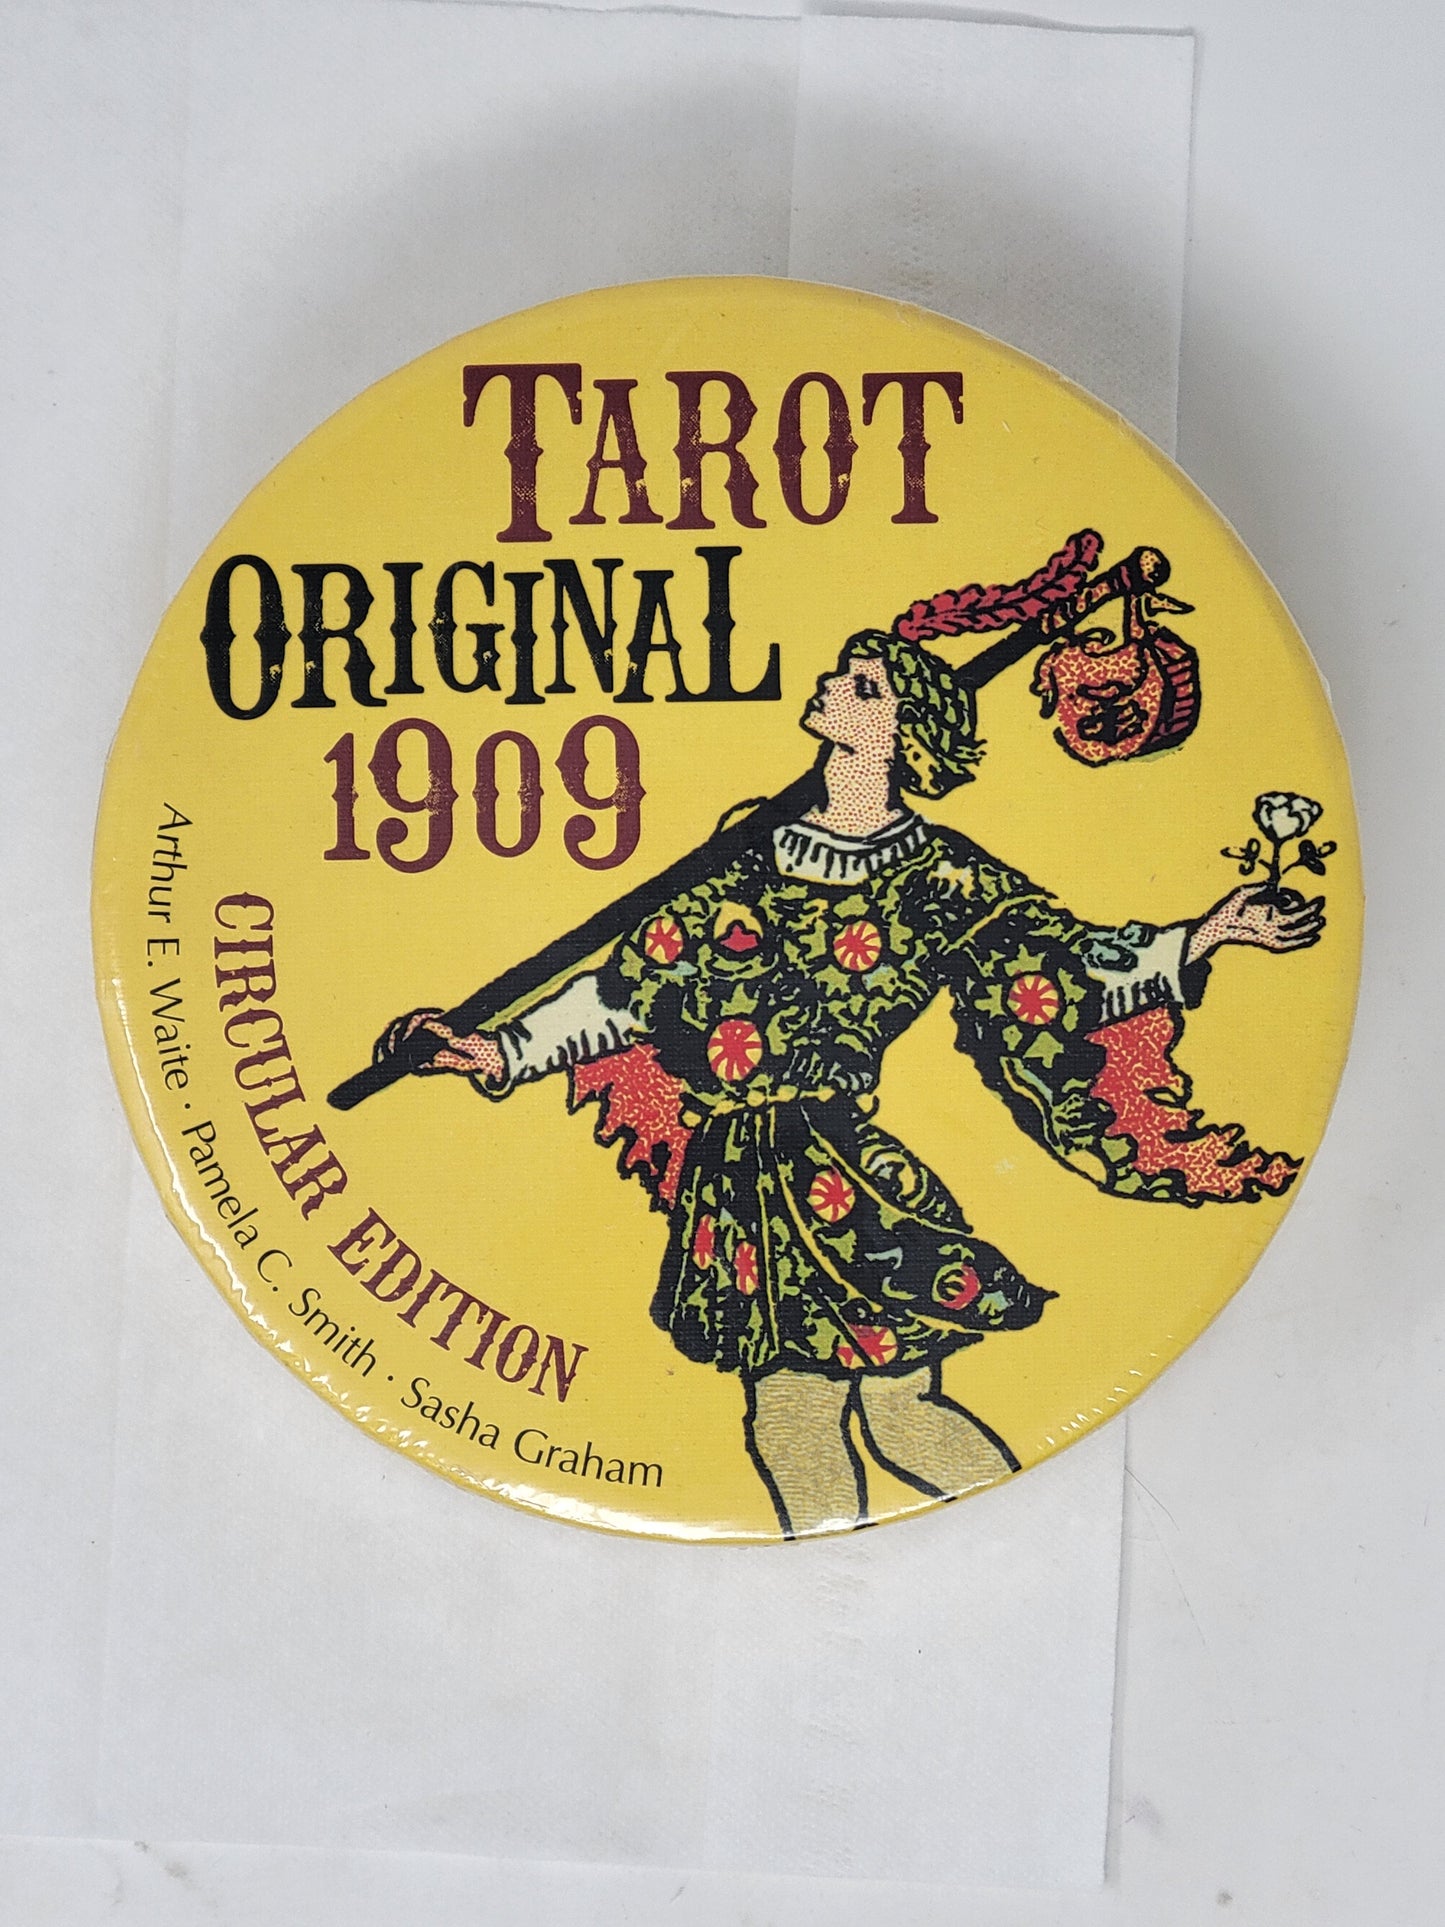 TAROT
ORIGINAL
1909
CIRCULAR EDITION
Arthur E. Waite · Pamela C. Smith · Sasha Graham